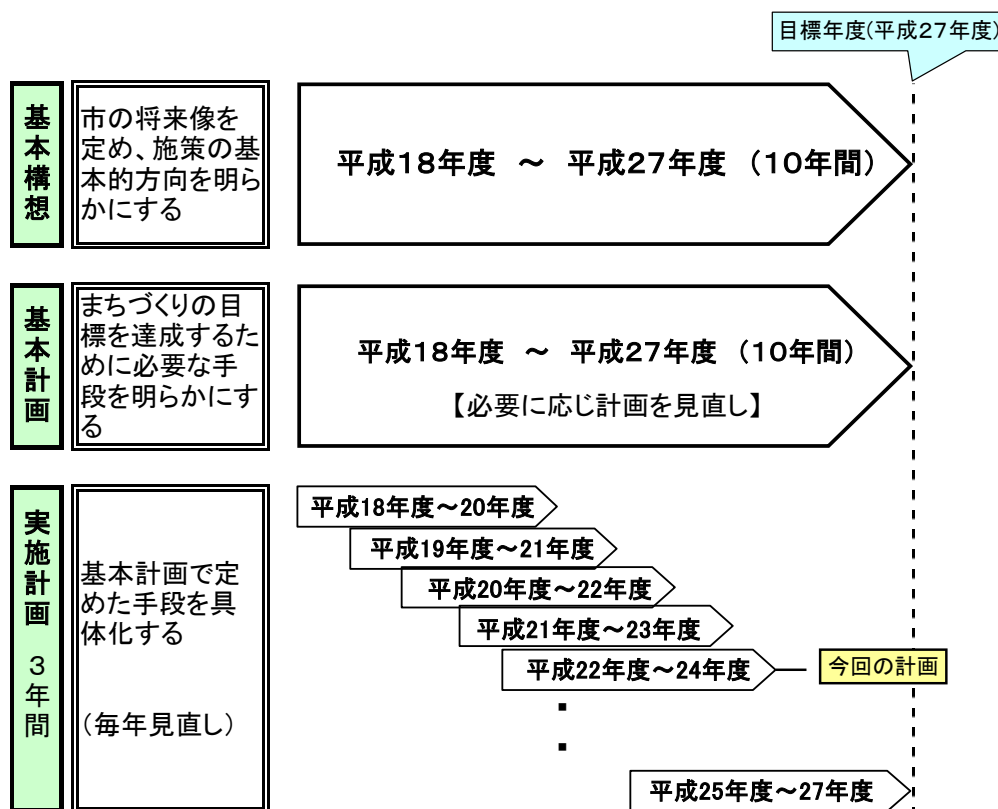 目標年度(平成27年度)
基本構想
市の将来像を
定め、施策の基
本的方向を明ら
かにする
平成18年度 ～ 平成27年度 (10年間)
基本計画
まちづくりの目
標を達成するた
めに必要な手
段を明らかにす
る
平成18年度 ～ 平成27年度 (10年間)
【必要に応じ計画を見直し】
実施計画 3年間
基本計画で定
めた手段を具
体化する
(毎年見直し)
平成18年度～20年度
平成19年度～21年度
平成20年度～22年度
平成21年度～23年度
平成22年度～24年度
今回の計画
平成25年度～27年度